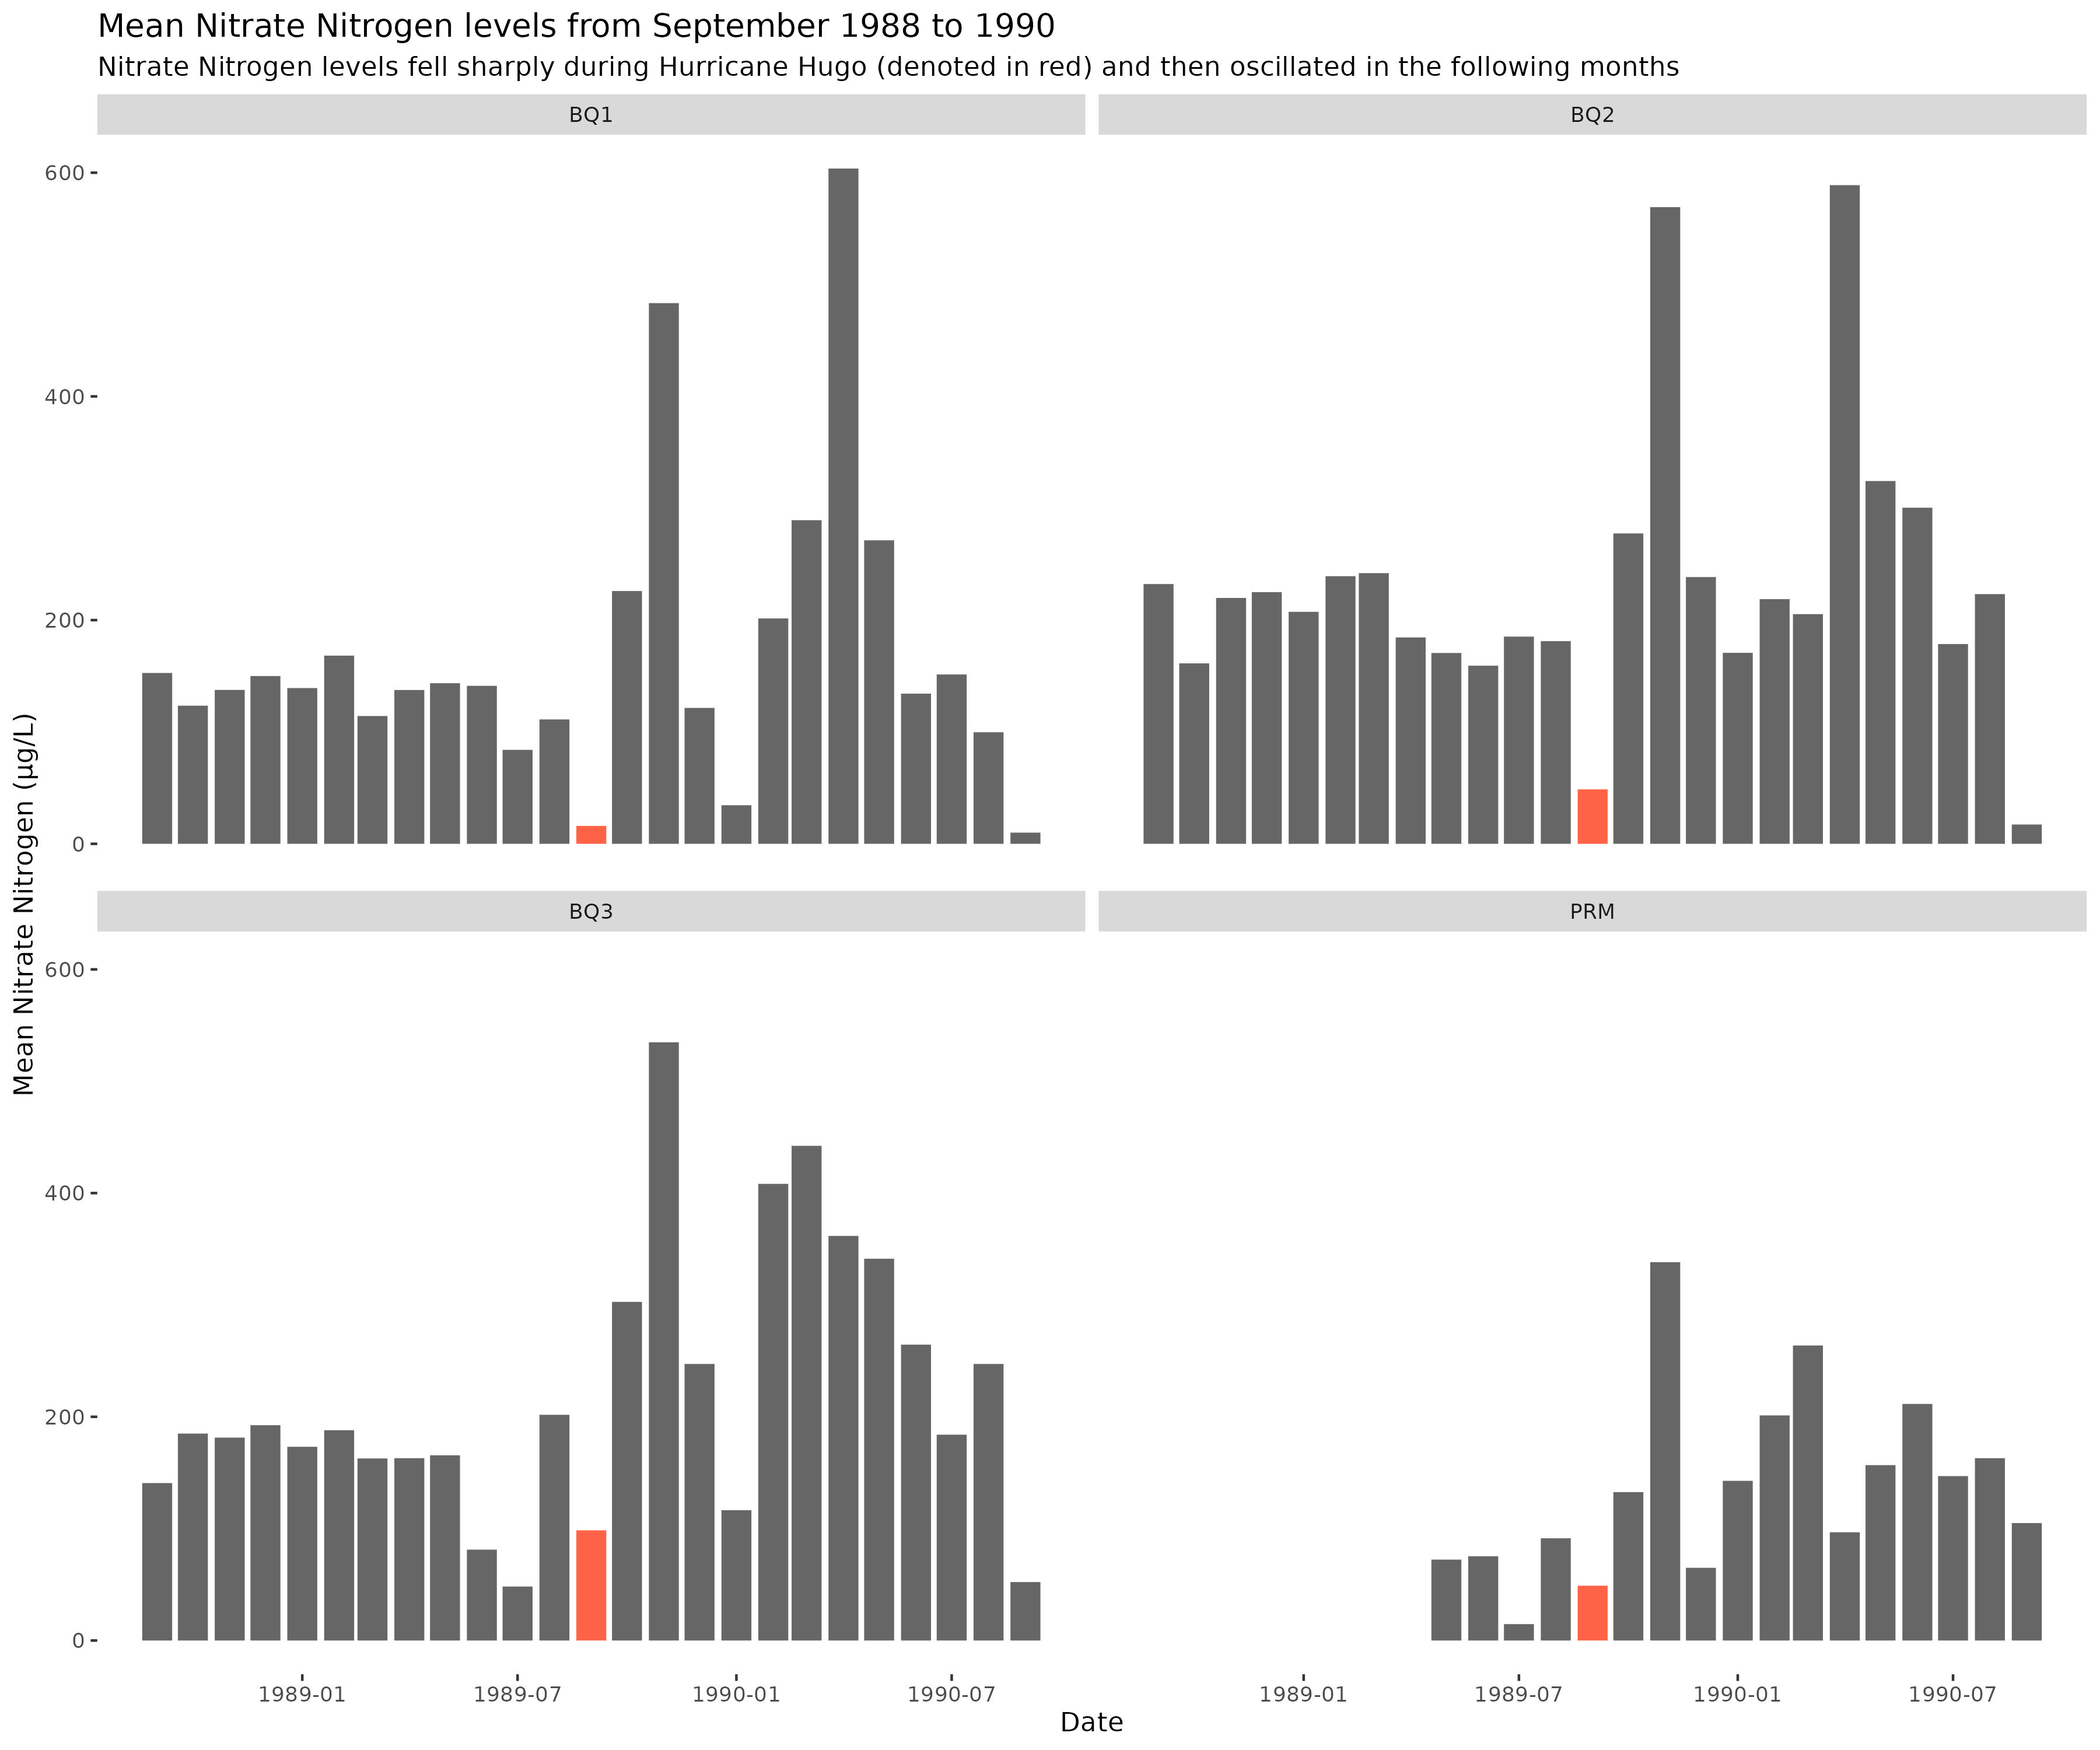 Mean Nitrate Nitrogen levels from September 1988 to 1990
Nitrate Nitrogen levels fell sharply during Hurricane Hugo (denoted in red) and then oscillated in the following months
BQ1
BQ2
600
400
200
0
BQ3
PRM
600
400
200
0
Mean Nitrate Nitrogen (µg/L)
1989-01
1989-07
1990-01
1990-07
1989-01
1989-07
1990-01
1990-07
Date